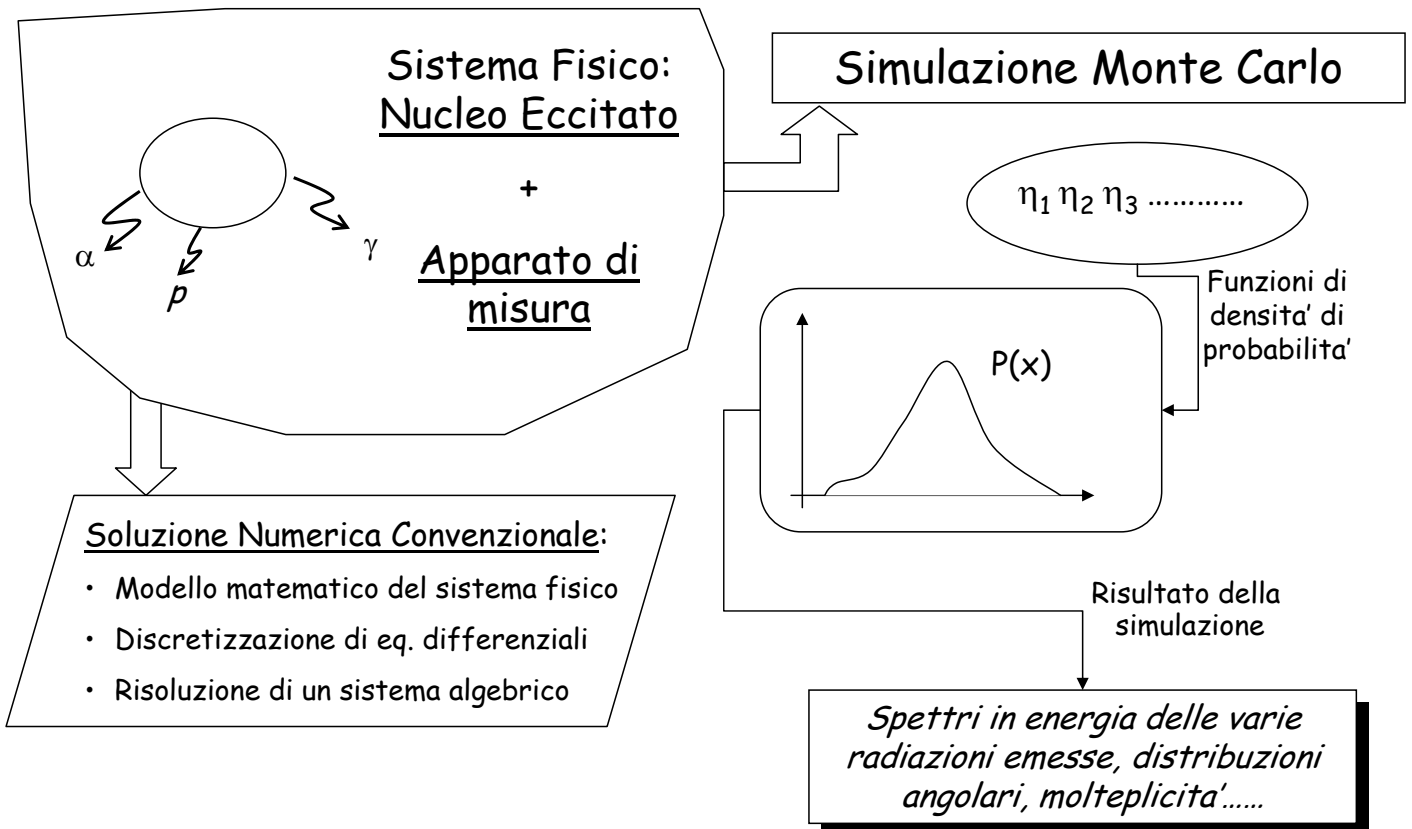 Sistema Fisico:
Nucleo Eccitato
+
Apparato di
misura
α
p
γ
Simulazione Monte Carlo
η1 η2 η3 …………
Funzioni di
densita’ di
probabilita’
P(x)
Soluzione Numerica Convenzionale:
• Modello matematico del sistema fisico
• Discretizzazione di eq. differenziali
• Risoluzione di un sistema algebrico
Risultato della
simulazione
Spettri in energia delle varie
radiazioni emesse, distribuzioni
angolari, molteplicita’……